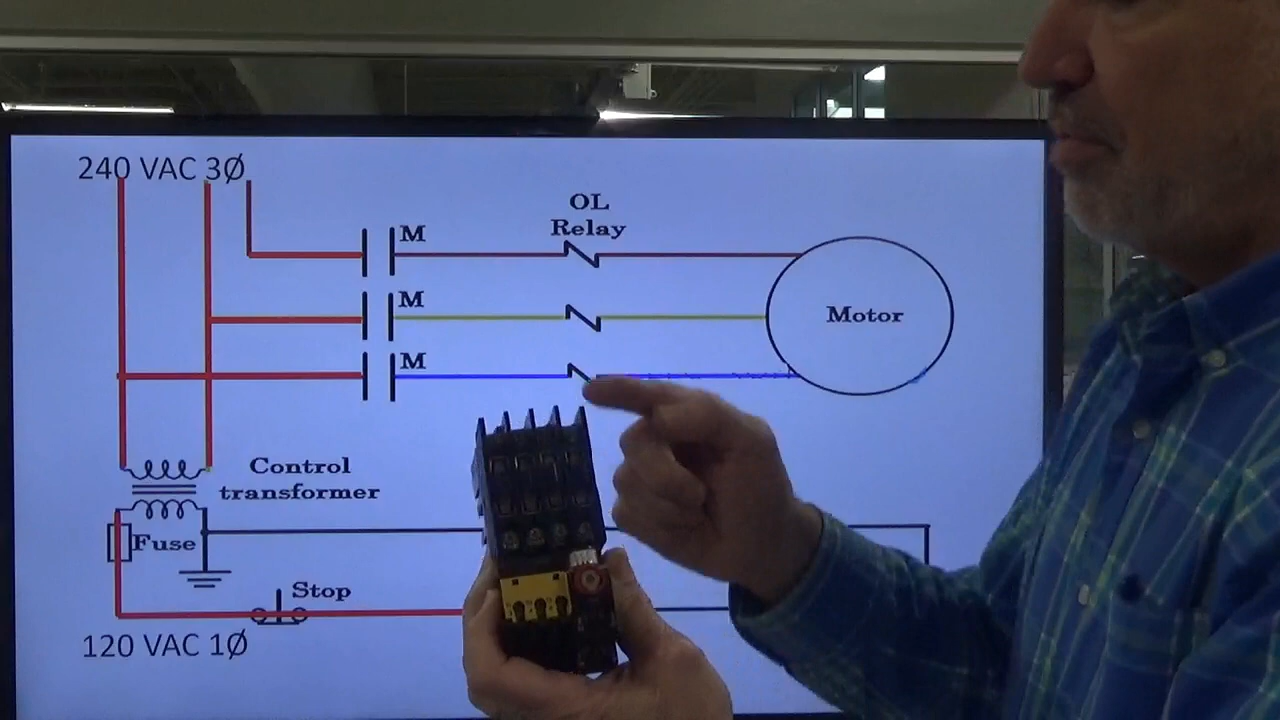 240 VAC 3Ø
OL
Relay
M
M
M
Motor
Control
transformer
Fuse
Stop
120 VAC 1Ø